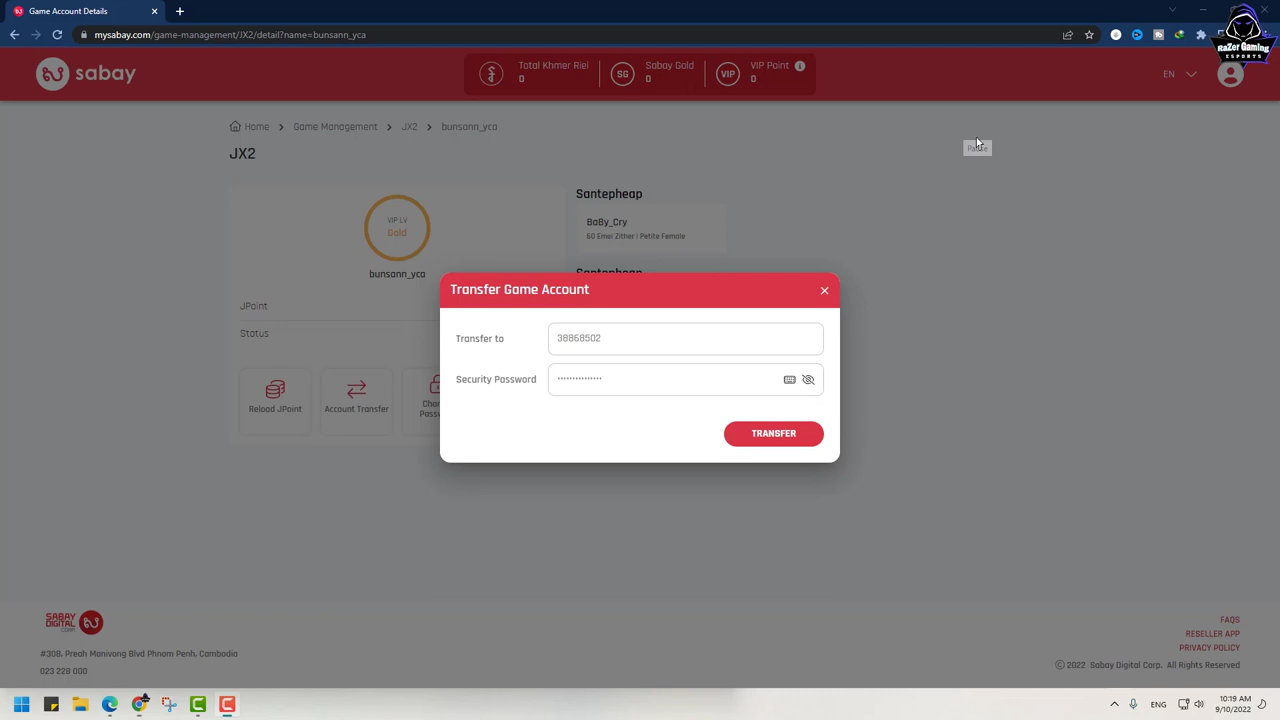 Game Account Details
mysabay.com/game-management/JX2/detail?name=bunsann_yca
RaZer Gaming
ESPORTS
sabay
Total Khmer Riel
0
SG
Sabay Gold
0
VIP
VIP Point
0
EN
Home > Game Management > JX2 > bunsann_yca
JX2
VIP LV
Gold
bunsann_yca
JPoint
Status
Reload JPoint
Account Transfer
Santepheap
BaBy_Cry
60 Emei Zither | Petite Female
Santepheap
Transfer Game Account
Transfer to
38868502
Security Password
TRANSFER
SABAY
DIGITAL
CORP.
#308, Preah Monivong Blvd Phnom Penh, Cambodia
023 228 000
FAQS
RESELLER APP
PRIVACY POLICY
© 2022 Sabay Digital Corp. All Rights Reserved
ENG
10:19 AM
9/10/2022